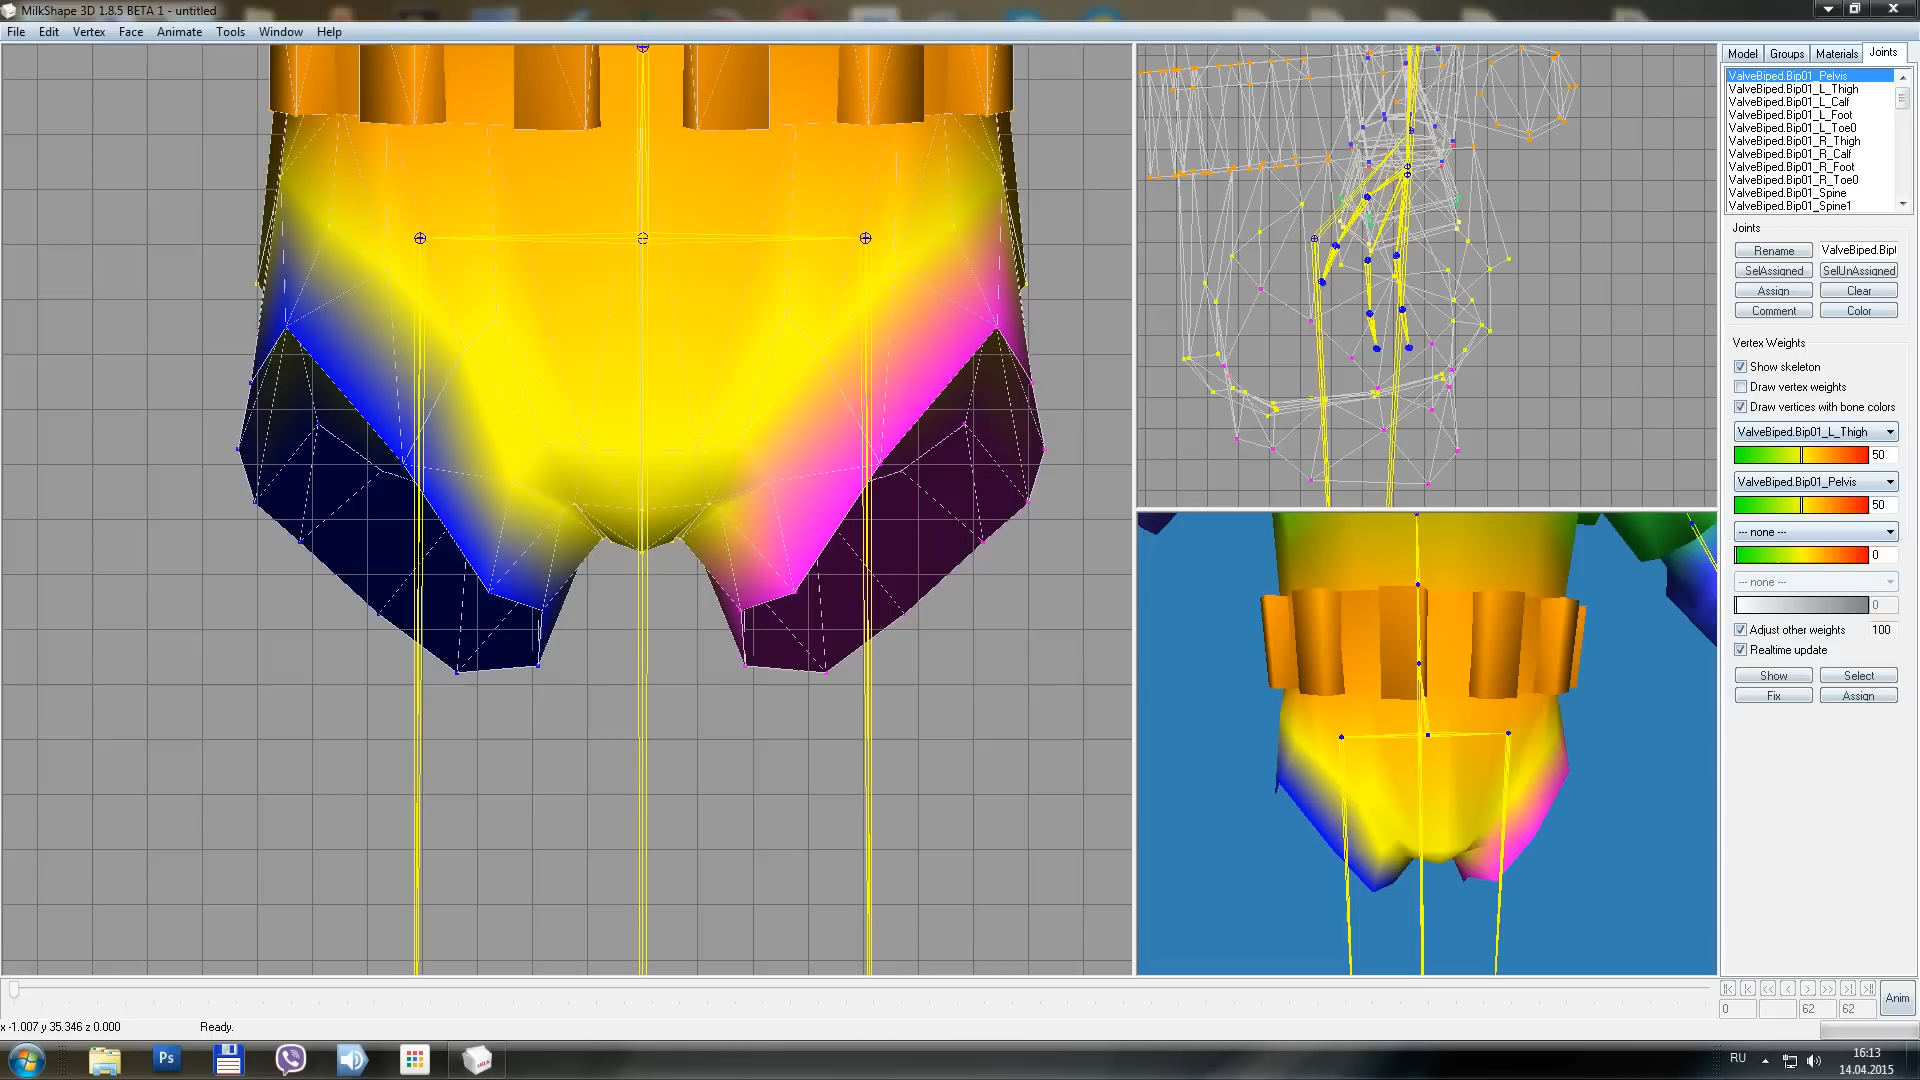 MilkShape 3D 1.8.5 BETA 1 - untitled
File Edit Vertex Face Animate Tools Window Help
Model Groups Materials Joints
ValveBiped.Bip01_Pelvis
ValveBiped.Bip01_L_Thigh
ValveBiped.Bip01_L_Calf
ValveBiped.Bip01_L_Foot
ValveBiped.Bip01_L_Toe0
ValveBiped.Bip01_R_Thigh
ValveBiped.Bip01_R_Calf
ValveBiped.Bip01_R_Foot
ValveBiped.Bip01_R_Toe0
ValveBiped.Bip01_Spine
ValveBiped.Bip01_Spine1
Joints
Rename ValveBiped.Bip
SelAssigned SelUnAssigned
Assign Clear
Comment Color
Vertex Weights
Show skeleton
Draw vertex weights
Draw vertices with bone colors
ValveBiped.Bip01_L_Thigh
50
ValveBiped.Bip01_Pelvis
50
--- none ---
0
--- none ---
0
Adjust other weights 100
Realtime update
Show Select
Fix Assign
Anim
0 62 62
x -1.007 y 35.346 z 0.000 Ready.
Ps
RU 16:13
14.04.2015